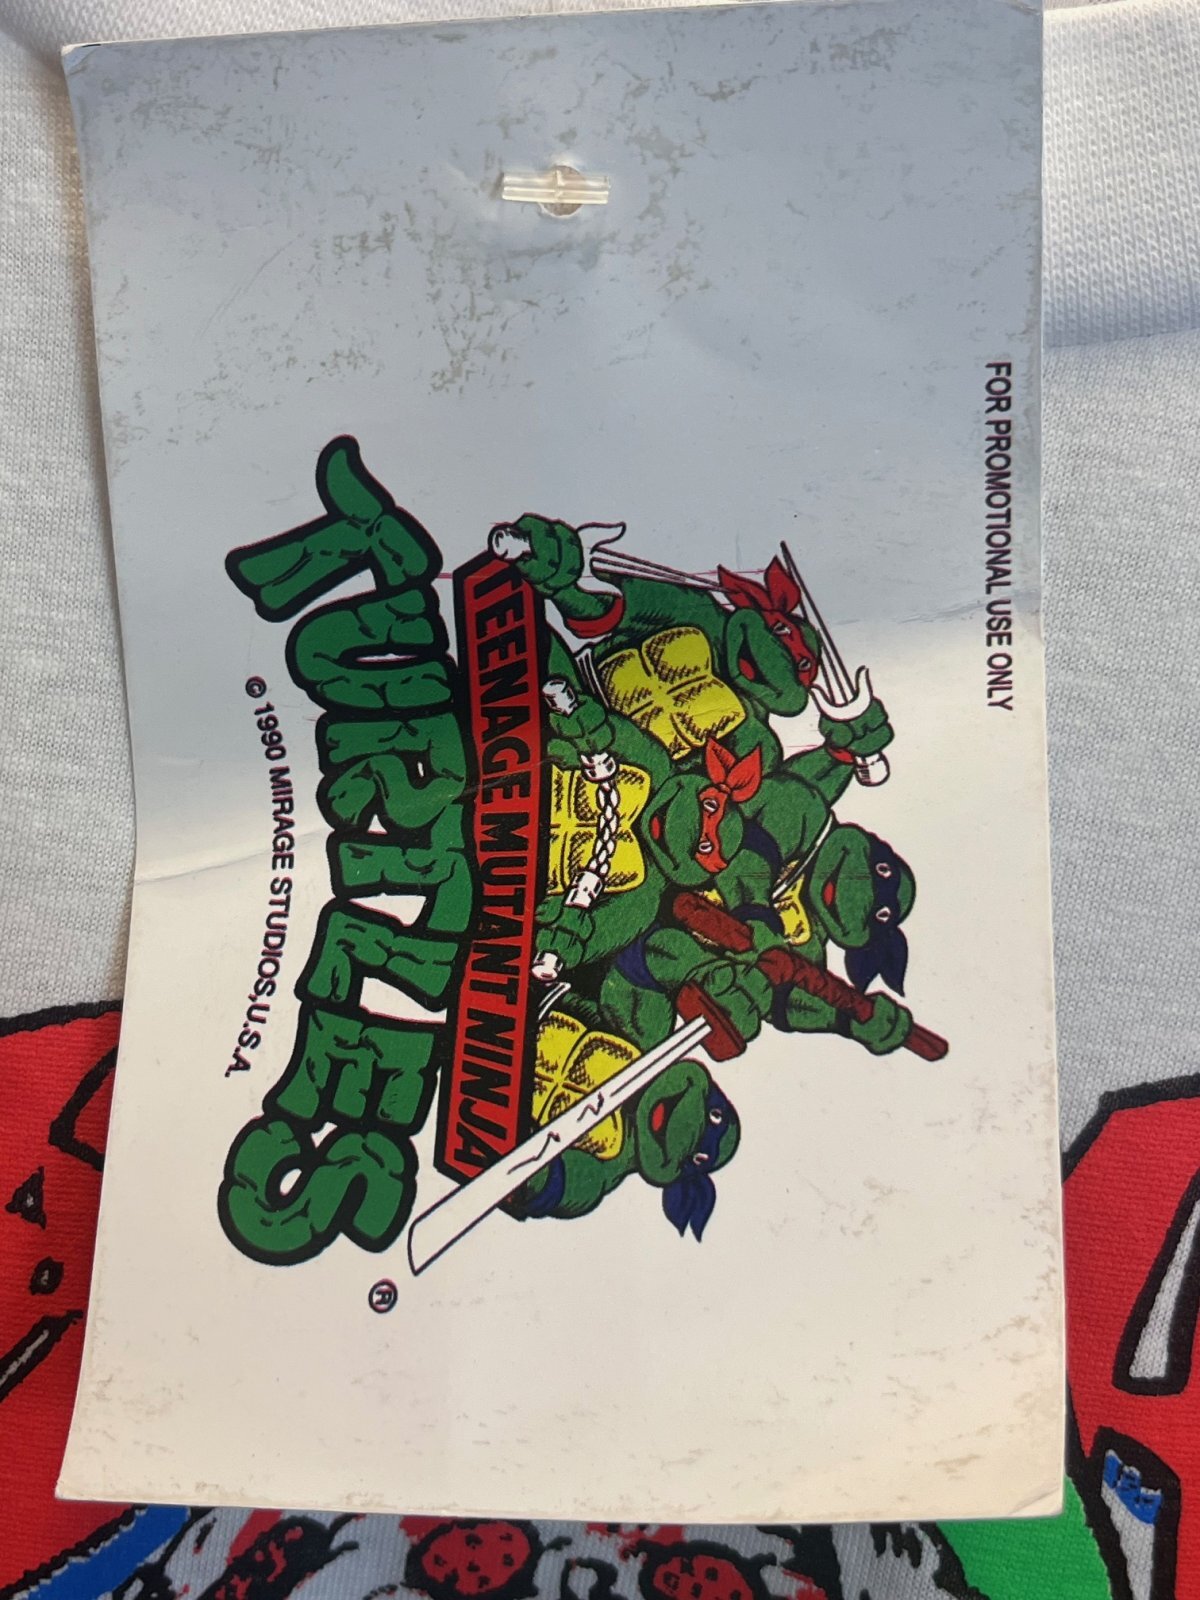 FOR PROMOTIONAL USE ONLY
TEENAGE MUTANT NINJA
TURTLES ®
© 1990 MIRAGE STUDIOS,U.S.A.